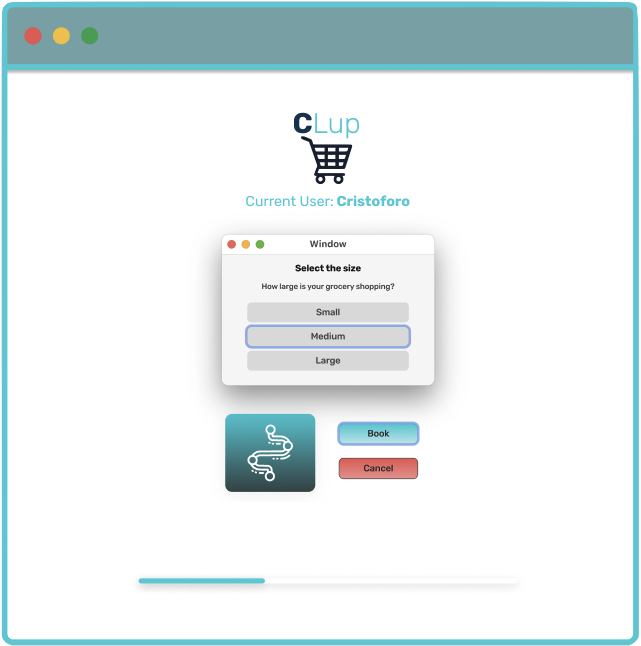 CLup
Current User: Cristoforo
Window
Select the size
How large is your grocery shopping?
Small
Medium
Large
Book
Cancel